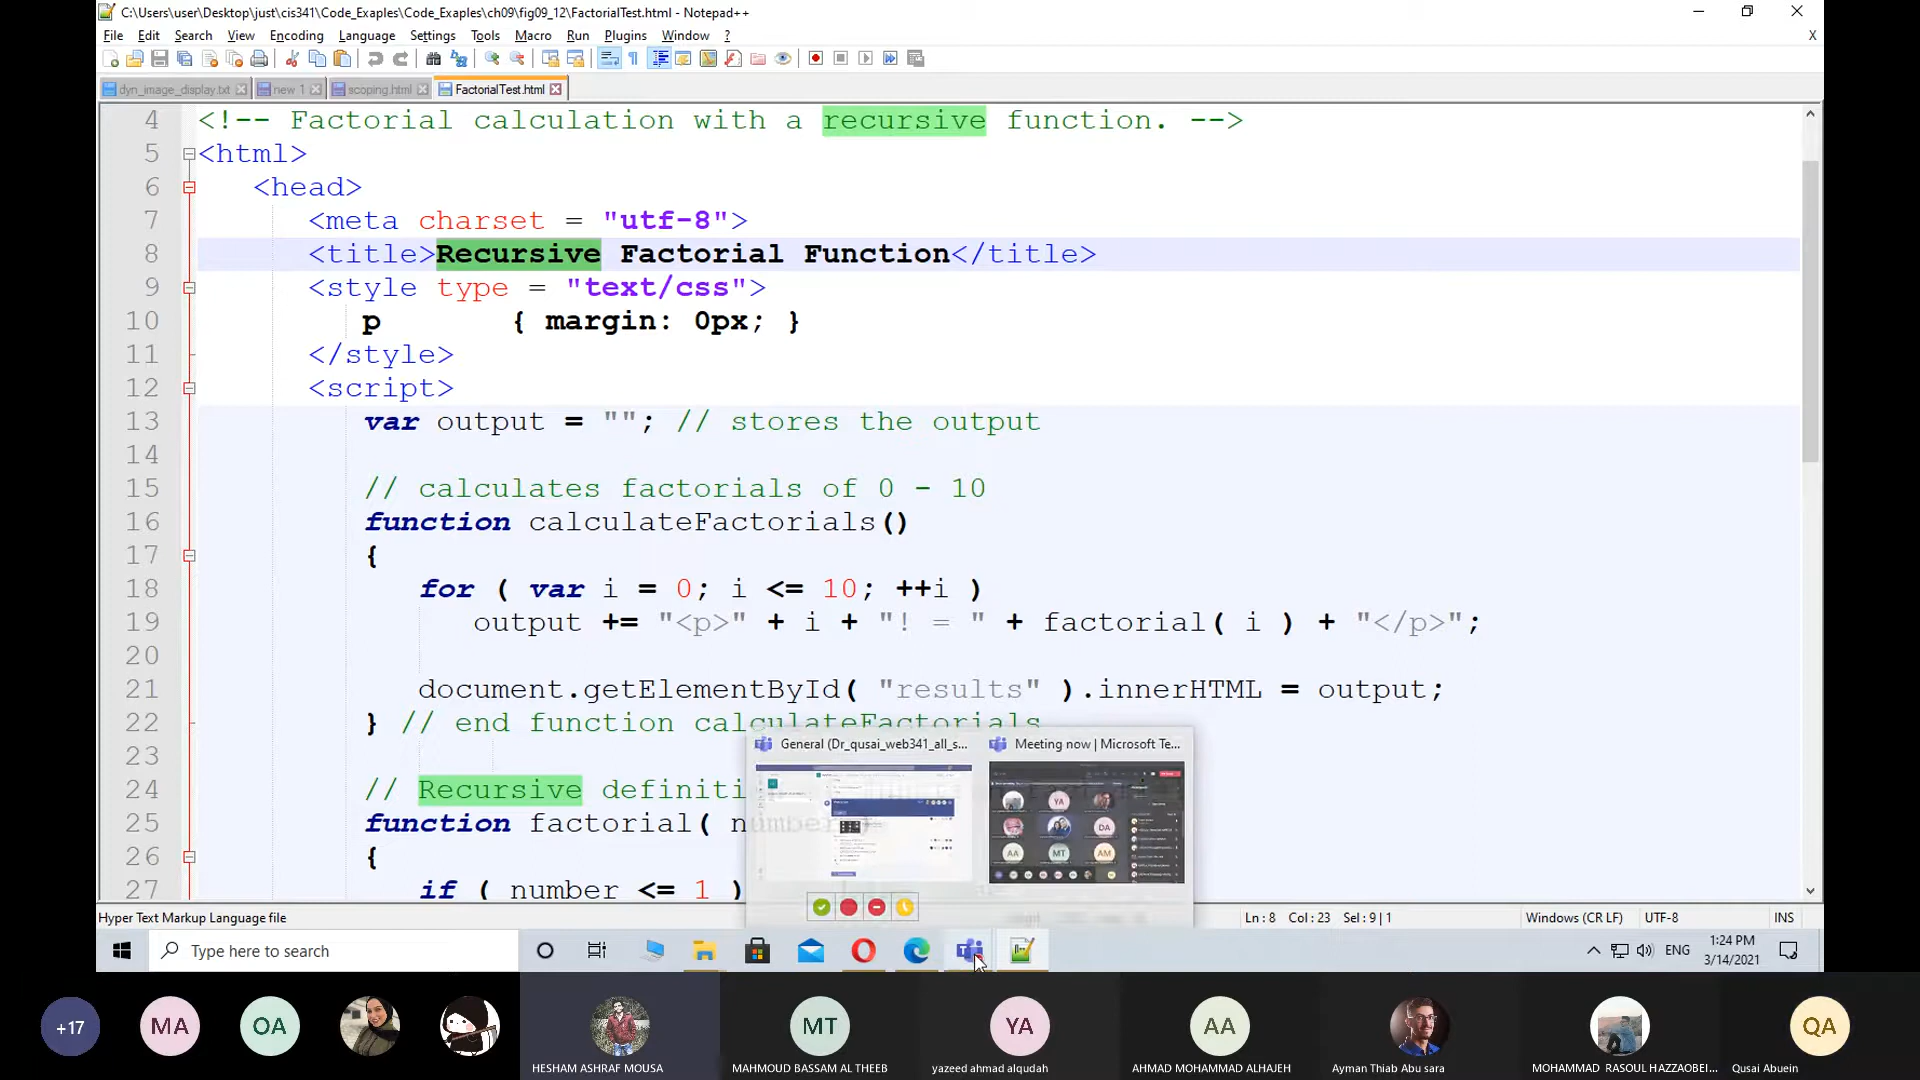 C:\Users\user\Desktop\just\cis341\Code_Exaples\Code_Exaples\ch09\fig09_12\FactorialTest.html - Notepad++
File Edit Search View Encoding Language Settings Tools Macro Run Plugins Window ? X
dyn_image_display.txt new 1 scoping.html FactorialTest.html
4 <!-- Factorial calculation with a recursive function. -->
5 <html>
6 <head>
7 <meta charset = "utf-8">
8 <title>Recursive Factorial Function</title>
9 <style type = "text/css">
10 p { margin: 0px; }
11 </style>
12 <script>
13 var output = ""; // stores the output
14
15 // calculates factorials of 0 - 10
16 function calculateFactorials()
17 {
18 for ( var i = 0; i <= 10; ++i )
19 output += "<p>" + i + "! = " + factorial( i ) + "</p>";
20
21 document.getElementById( "results" ).innerHTML = output;
22 } // end function calculateFactorials
23
24 // Recursive definiti
25 function factorial( number )
26 {
27 if ( number <= 1 )
General (Dr_qusai_web341_all_s... Meeting now | Microsoft Te...
YA
DA
AA MT AM
Hyper Text Markup Language file Ln : 8 Col : 23 Sel : 9 | 1 Windows (CR LF) UTF-8 INS
Type here to search ENG 1:24 PM
3/14/2021
+17 MA OA MT YA AA QA
HESHAM ASHRAF MOUSA MAHMOUD BASSAM AL THEEB yazeed ahmad alqudah AHMAD MOHAMMAD ALHAJEH Ayman Thiab Abu sara MOHAMMAD RASOUL HAZZAOBEI... Qusai Abuein